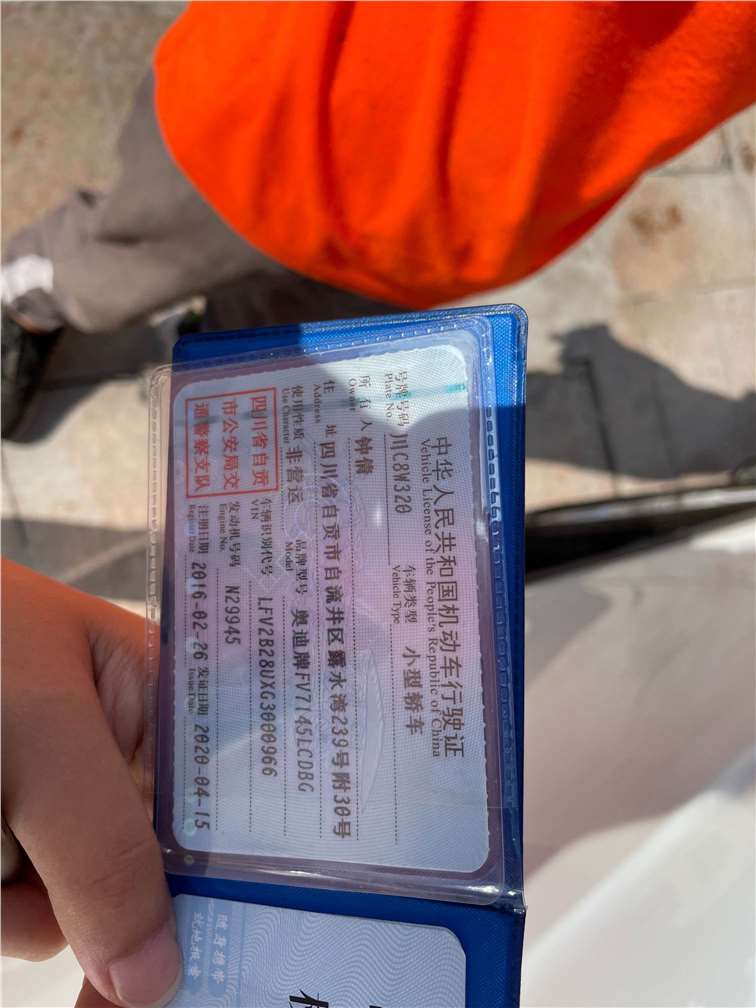 中华人民共和国机动车行驶证
Vehicle License of the People's Republic of China
号牌号码 川C8W320 车辆类型 小型轿车
Plate No. Vehicle Type
所有人 钟倩
Owner
住址 四川省自贡市自流井区露水湾239号附30号
Address
使用性质 非营运 品牌型号 奥迪牌FV7145LCDBG
Use Character Model
四川省自贡
市公安局交
通警察支队
车辆识别代号 LFV2B28UXG3000966
VIN
发动机号码 N29945
Engine No.
注册日期 2016-02-26 发证日期 2020-04-15
Register Date Issue Date
随身携带